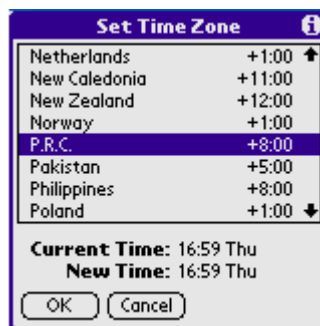 Set Time Zone i
Netherlands +1:00
New Caledonia +11:00
New Zealand +12:00
Norway +1:00
P.R.C. +8:00
Pakistan +5:00
Philippines +8:00
Poland +1:00
Current Time: 16:59 Thu
New Time: 16:59 Thu
OK Cancel